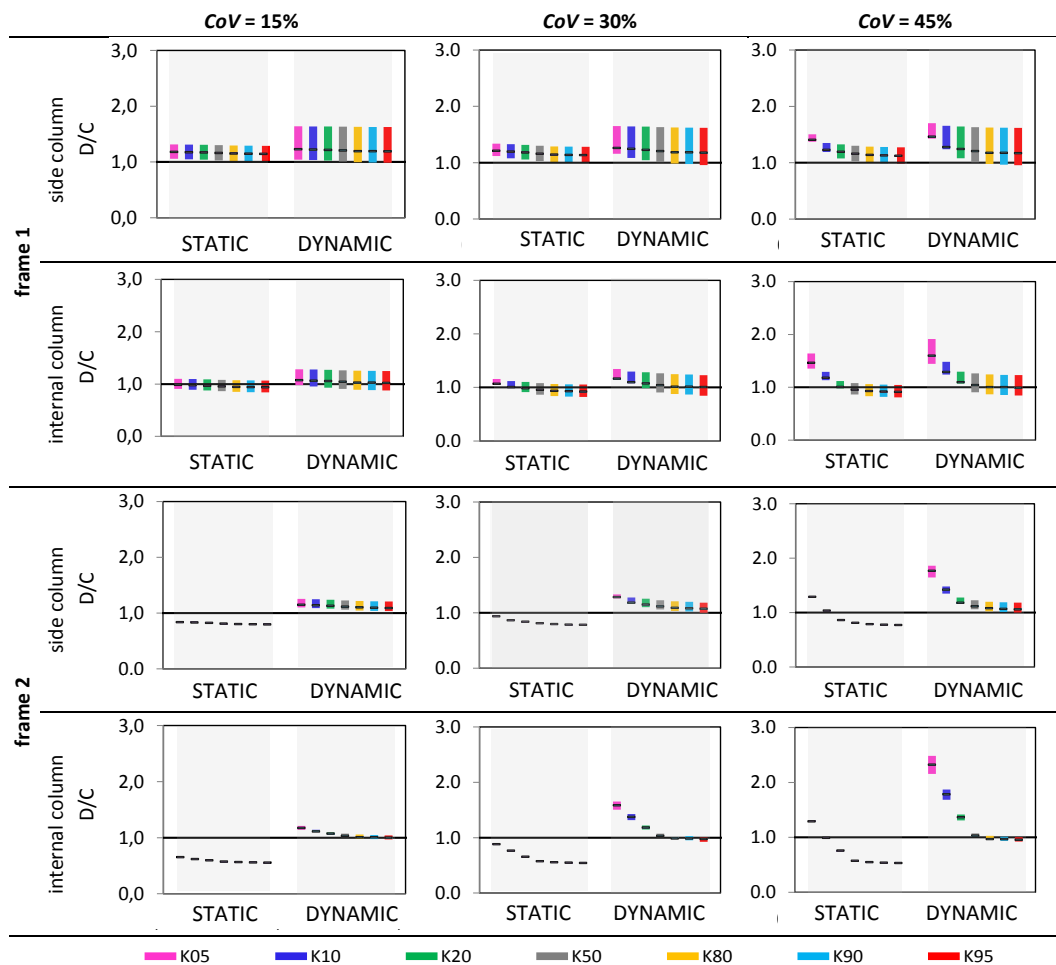 CoV = 15% CoV = 30% CoV = 45%
frame 1
side column
D/C
3,0
2,0
1,0
0,0
STATIC DYNAMIC
3.0
2.0
1.0
0.0
STATIC DYNAMIC
3.0
2.0
1.0
0.0
STATIC DYNAMIC
internal column
D/C
3,0
2,0
1,0
0,0
STATIC DYNAMIC
3.0
2.0
1.0
0.0
STATIC DYNAMIC
3.0
2.0
1.0
0.0
STATIC DYNAMIC
frame 2
side column
D/C
3,0
2.0
1.0
0.0
STATIC DYNAMIC
3.0
2.0
1.0
0.0
STATIC DYNAMIC
3.0
2.0
1.0
0.0
STATIC DYNAMIC
internal column
D/C
3,0
2,0
1,0
0,0
STATIC DYNAMIC
3.0
2.0
1.0
0.0
STATIC DYNAMIC
3.0
2.0
1.0
0.0
STATIC DYNAMIC
K05 K10 K20 K50 K80 K90 K95